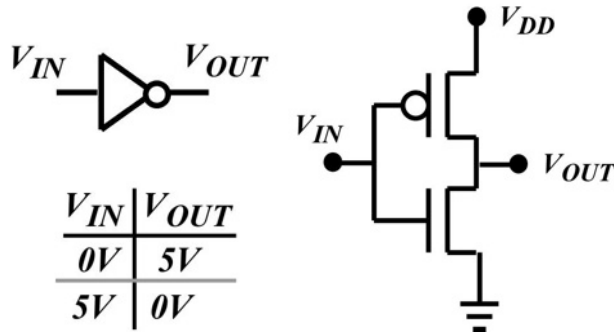 V_IN V_OUT
V_IN V_OUT
0V 5V
5V 0V
V_DD
V_IN
V_OUT